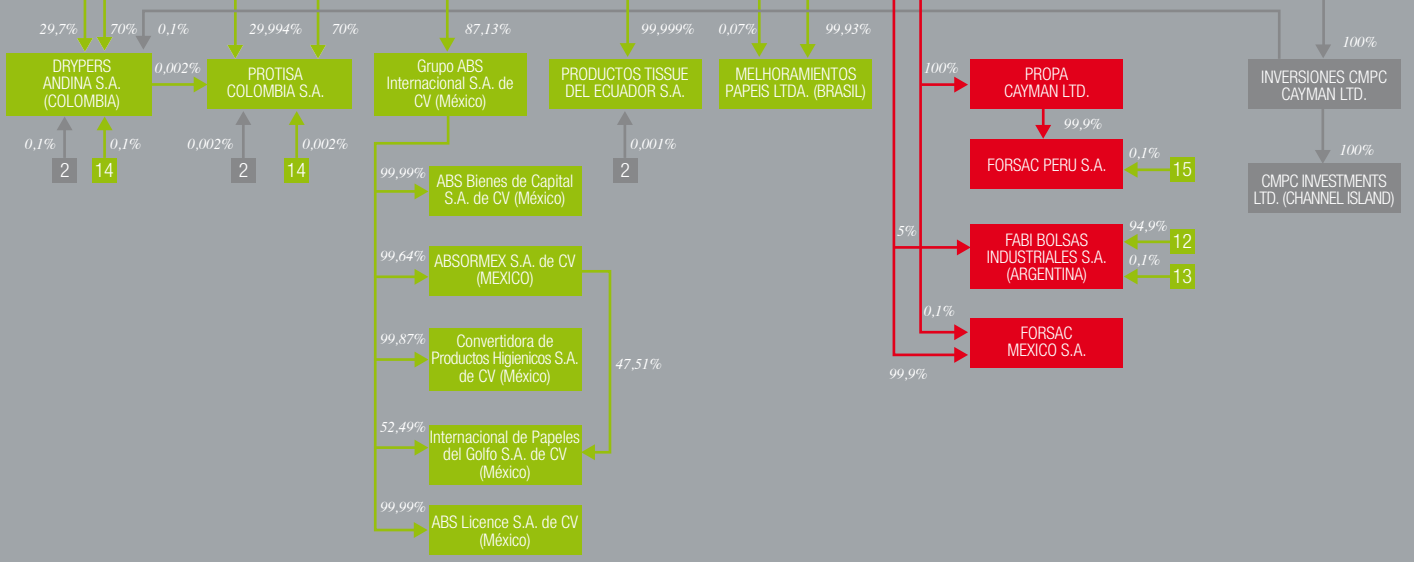 29,7%
70%
0,1%
29,994%
70%
87,13%
99,999%
0,07%
99,93%
100%
DRYPERS
ANDINA S.A.
(COLOMBIA)
0,002%
PROTISA
COLOMBIA S.A.
Grupo ABS
Internacional S.A. de
CV (México)
PRODUCTOS TISSUE
DEL ECUADOR S.A.
MELHORAMIENTOS
PAPEIS LTDA. (BRASIL)
100%
PROPA
CAYMAN LTD.
INVERSIONES CMPC
CAYMAN LTD.
0,1%
0,1%
0,002%
0,002%
0,001%
99,9%
100%
2
14
2
14
2
99,99%
ABS Bienes de Capital
S.A. de CV (México)
FORSAC PERU S.A.
0,1%
15
CMPC INVESTMENTS
LTD. (CHANNEL ISLAND)
99,64%
ABSORMEX S.A. de CV
(MEXICO)
5%
FABI BOLSAS
INDUSTRIALES S.A.
(ARGENTINA)
94,9%
12
0,1%
13
99,87%
Convertidora de
Productos Higienicos S.A.
de CV (México)
47,51%
0,1%
FORSAC
MEXICO S.A.
99,9%
52,49%
Internacional de Papeles
del Golfo S.A. de CV
(México)
99,99%
ABS Licence S.A. de CV
(México)